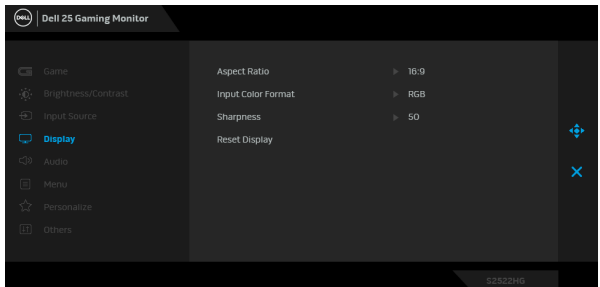 DELL Dell 25 Gaming Monitor
Game
Brightness/Contrast
Input Source
Display
Audio
Menu
Personalize
Others
Aspect Ratio 16:9
Input Color Format RGB
Sharpness 50
Reset Display
S2522HG